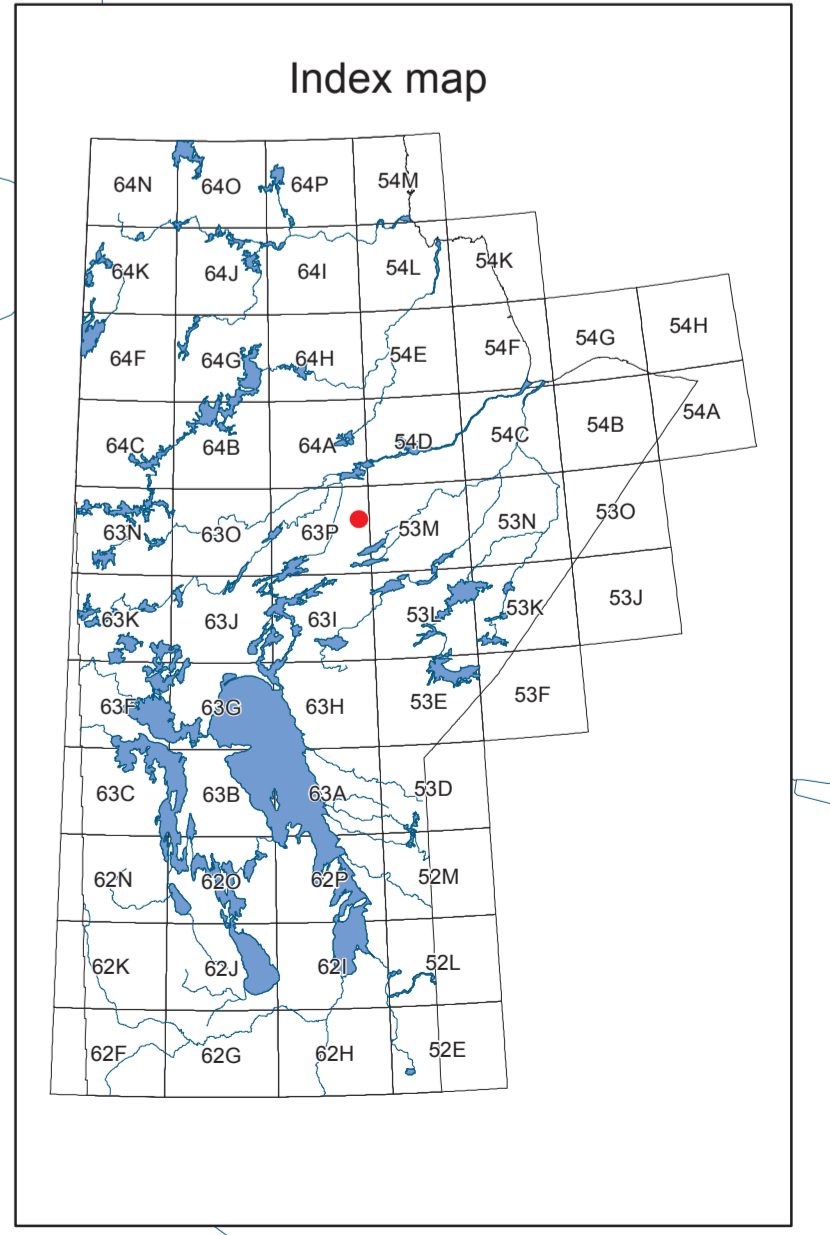 Index map
64N 64O 64P 54M
64K 64J 64I 54L 54K
64F 64G 64H 54E 54F 54G 54H
64C 64B 64A 54D 54C 54B 54A
63N 63O 63P 53M 53N 53O
63K 63J 63I 53L 53K 53J
63F 63G 63H 53E 53F
63C 63B 63A 53D
62N 62O 62P 52M
62K 62J 62I 52L
62F 62G 62H 52E